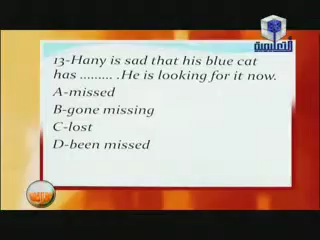 التعليمية
13-Hany is sad that his blue cat
has ......... .He is looking for it now.
A-missed
B-gone missing
C-lost
D-been missed